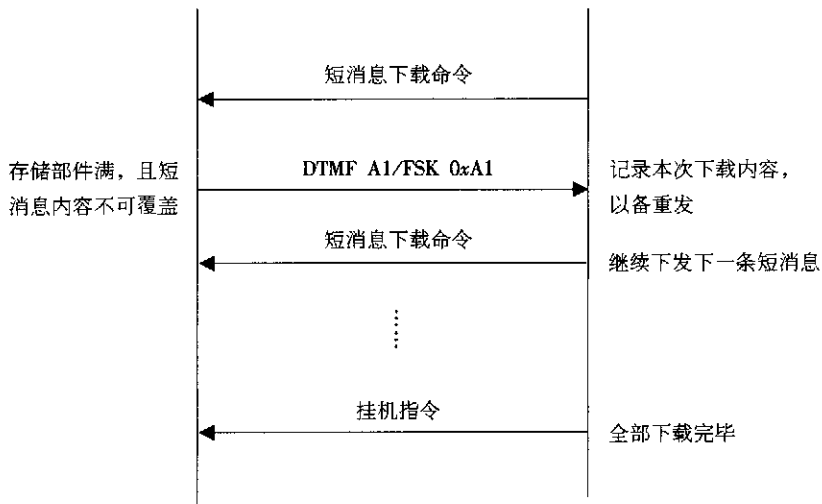 短消息下载命令
存储部件满，且短
消息内容不可覆盖
DTMF A1/FSK 0xA1
记录本次下载内容，
以备重发
短消息下载命令
继续下发下一条短消息
……
挂机指令
全部下载完毕